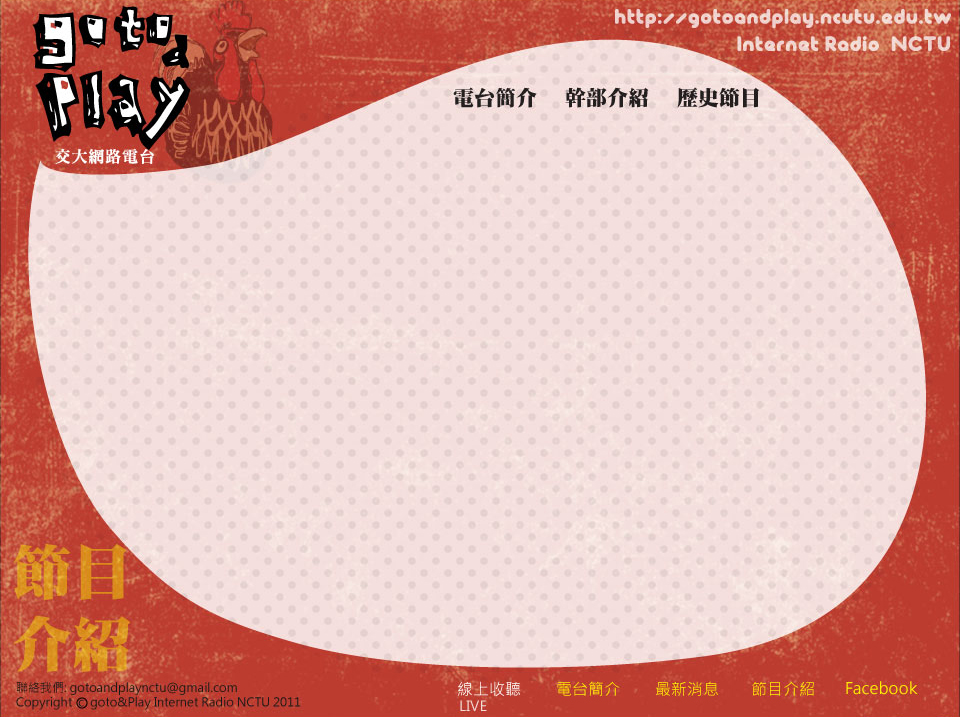 goto&
play
交大網路電台
http://gotoandplay.ncutu.edu.tw
Internet Radio NCTU
電台簡介 幹部介紹 歷史節目
節目
介紹
聯絡我們: gotoandplaynctu@gmail.com
Copyright © goto&Play Internet Radio NCTU 2011
線上收聽 電台簡介 最新消息 節目介紹 Facebook
LIVE